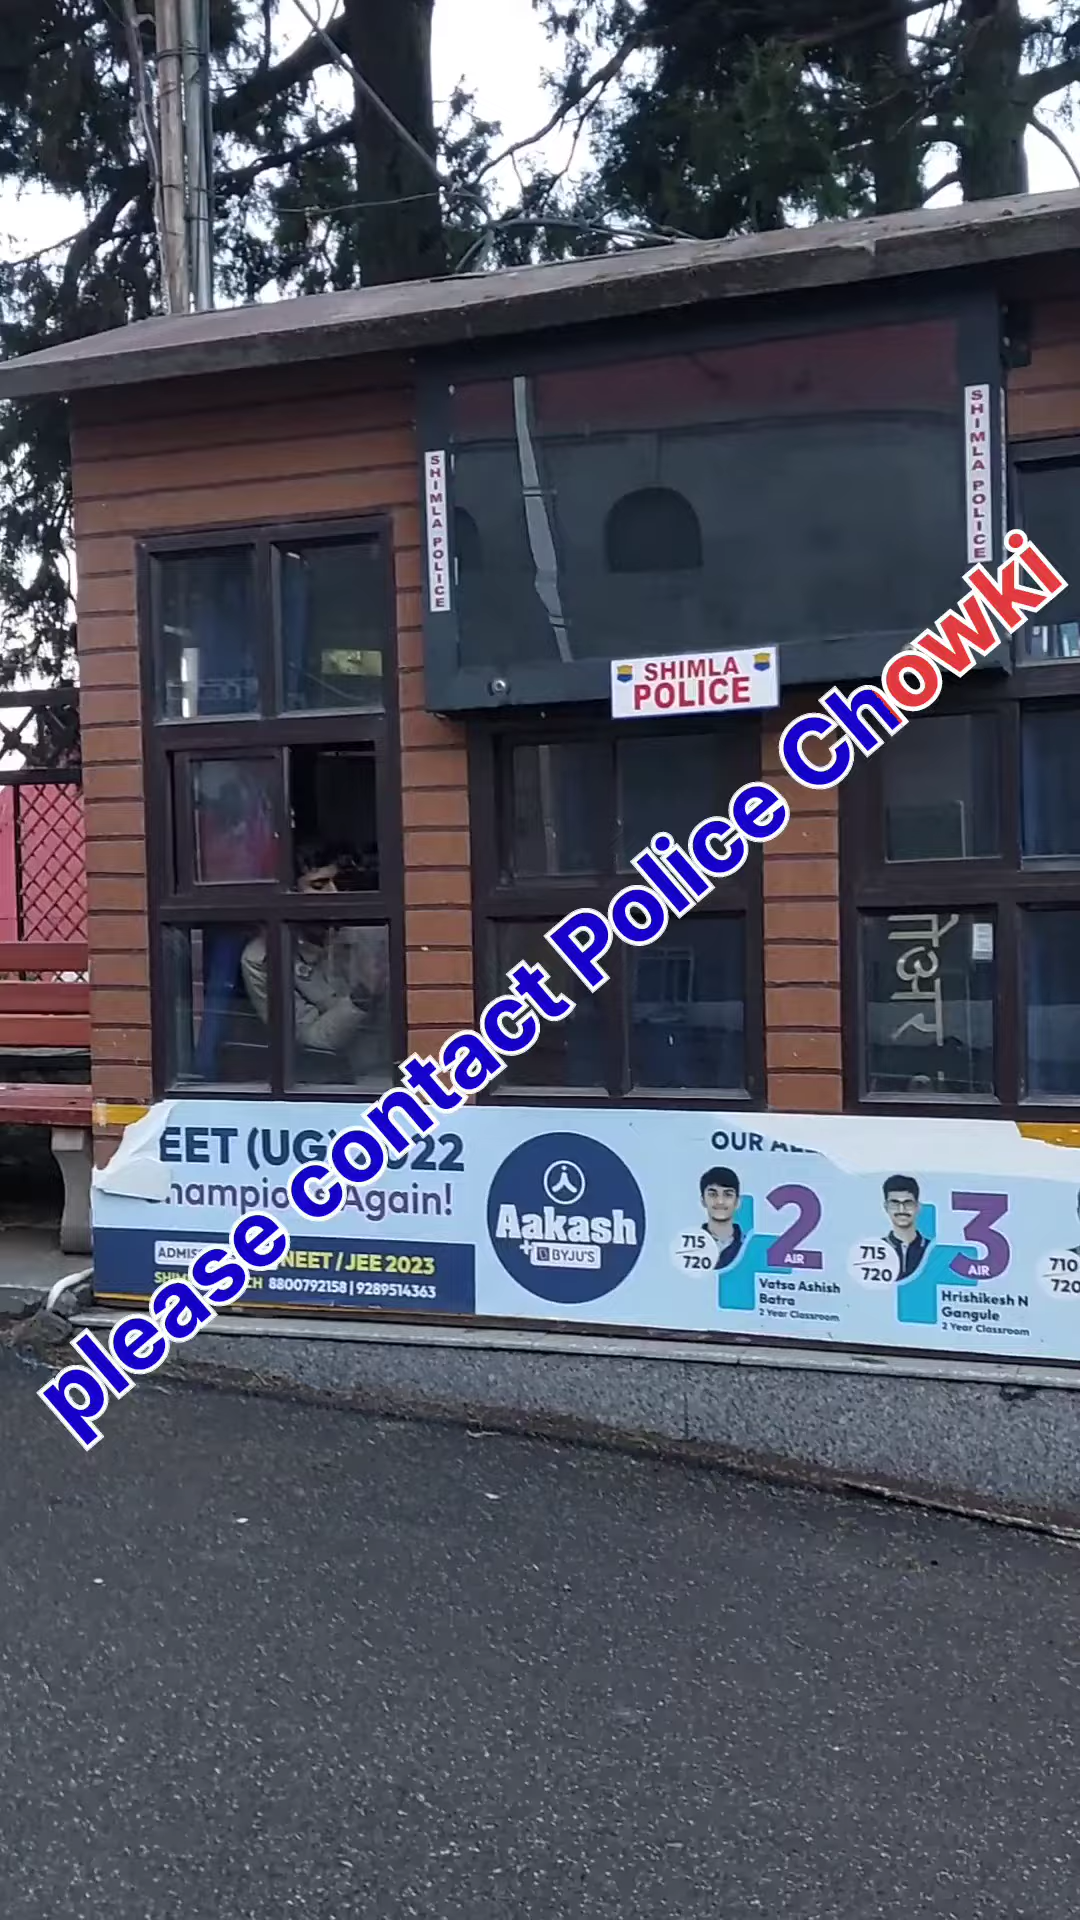 SHIMLA POLICE
SHIMLA POLICE
SHIMLA
POLICE
please contact Police Chowki
EET (UG) 2022
Champions Again!
NEET / JEE 2023
8800792158 | 9289514363
Aakash
+ BYJU'S
OUR
715
720
2
AIR
Vatsa Ashish
Batra
2 Year Classroom
715
720
3
AIR
Hrishikesh N
Gangule
2 Year Classroom
710
720